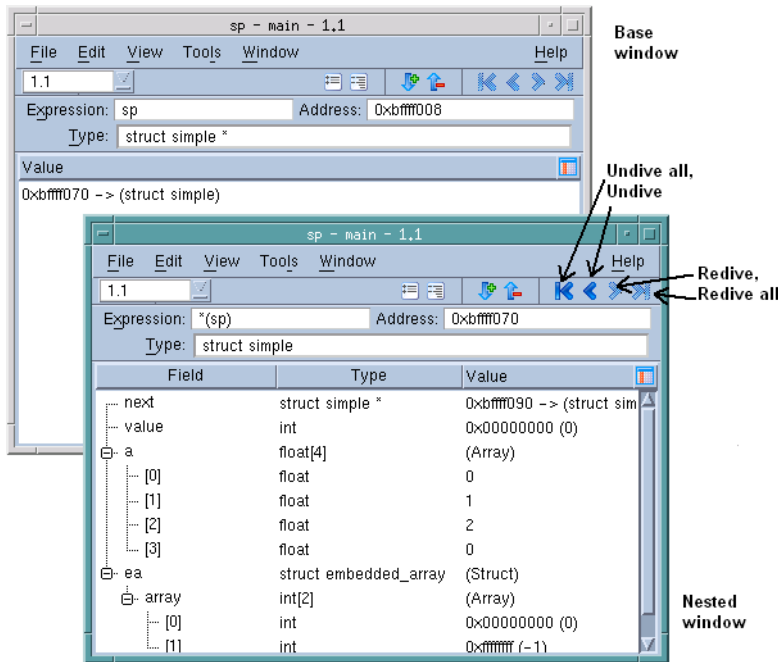 sp - main - 1.1
Base
window
File Edit View Tools Window Help
1.1
Expression: sp Address: 0xbffff008
Type: struct simple *
Value
0xbffff070 -> (struct simple)
Undive all,
Undive
sp - main - 1.1
File Edit View Tools Window Help
Redive,
Redive all
1.1
Expression: *(sp) Address: 0xbffff070
Type: struct simple
Field Type Value
next struct simple * 0xbffff090 -> (struct sim
value int 0x00000000 (0)
a float[4] (Array)
[0] float 0
[1] float 1
[2] float 2
[3] float 0
ea struct embedded_array (Struct)
array int[2] (Array)
[0] int 0x00000000 (0)
[1] int 0xffffffff (-1)
Nested
window